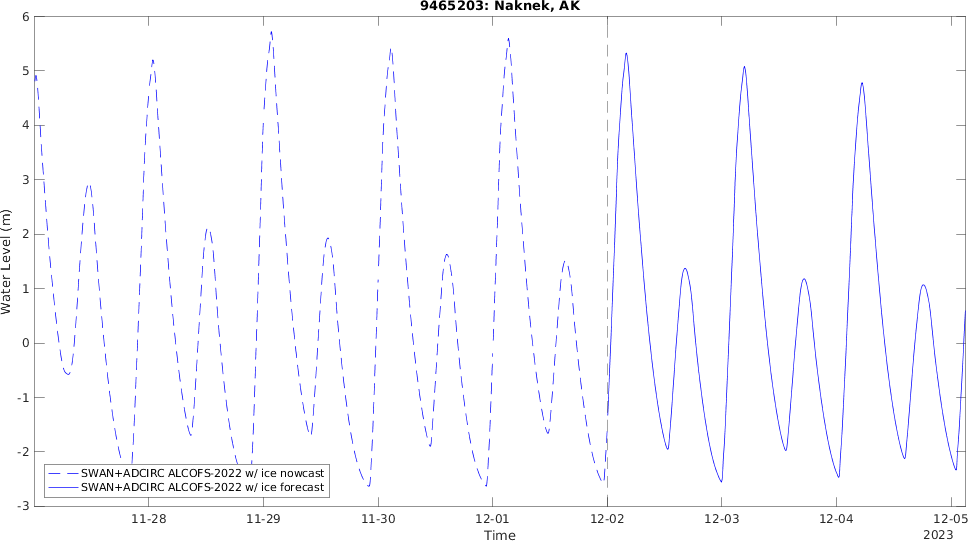 9465203: Naknek, AK
6
5
4
3
2
1
0
-1
-2
-3
Water Level (m)
SWAN+ADCIRC ALCOFS-2022 w/ ice nowcast
SWAN+ADCIRC ALCOFS-2022 w/ ice forecast
11-28 11-29 11-30 12-01 12-02 12-03 12-04 12-05
Time 2023